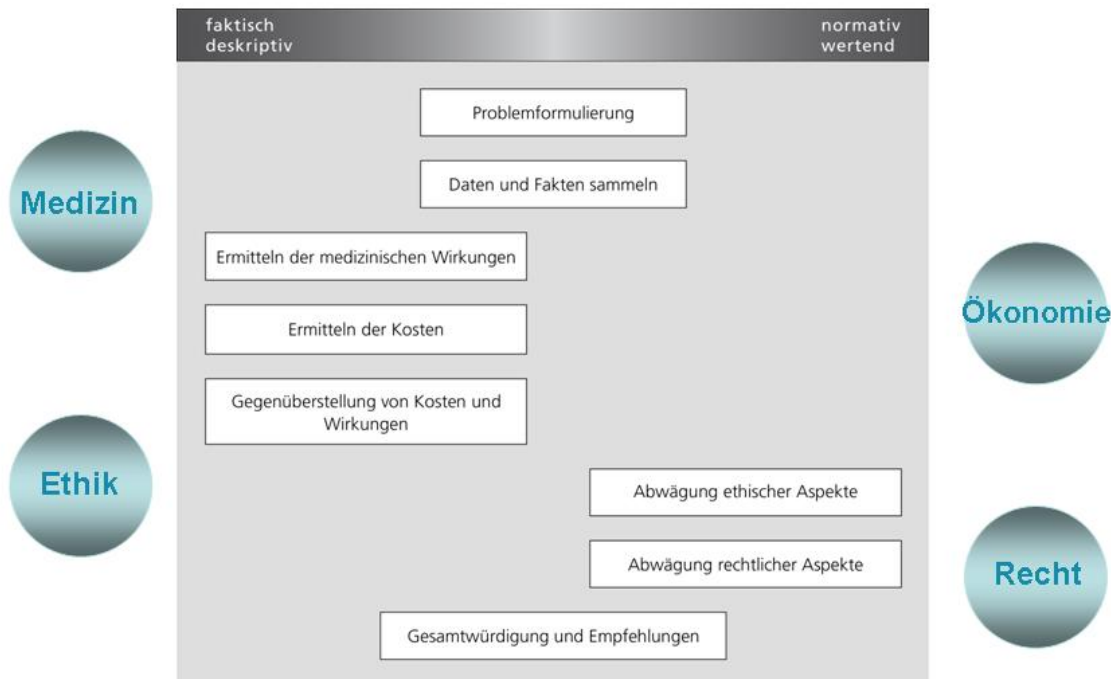 faktisch
deskriptiv
normativ
wertend
Problemformulierung
Daten und Fakten sammeln
Medizin
Ermitteln der medizinischen Wirkungen
Ökonomie
Ermitteln der Kosten
Gegenüberstellung von Kosten und
Wirkungen
Ethik
Abwägung ethischer Aspekte
Abwägung rechtlicher Aspekte
Recht
Gesamtwürdigung und Empfehlungen